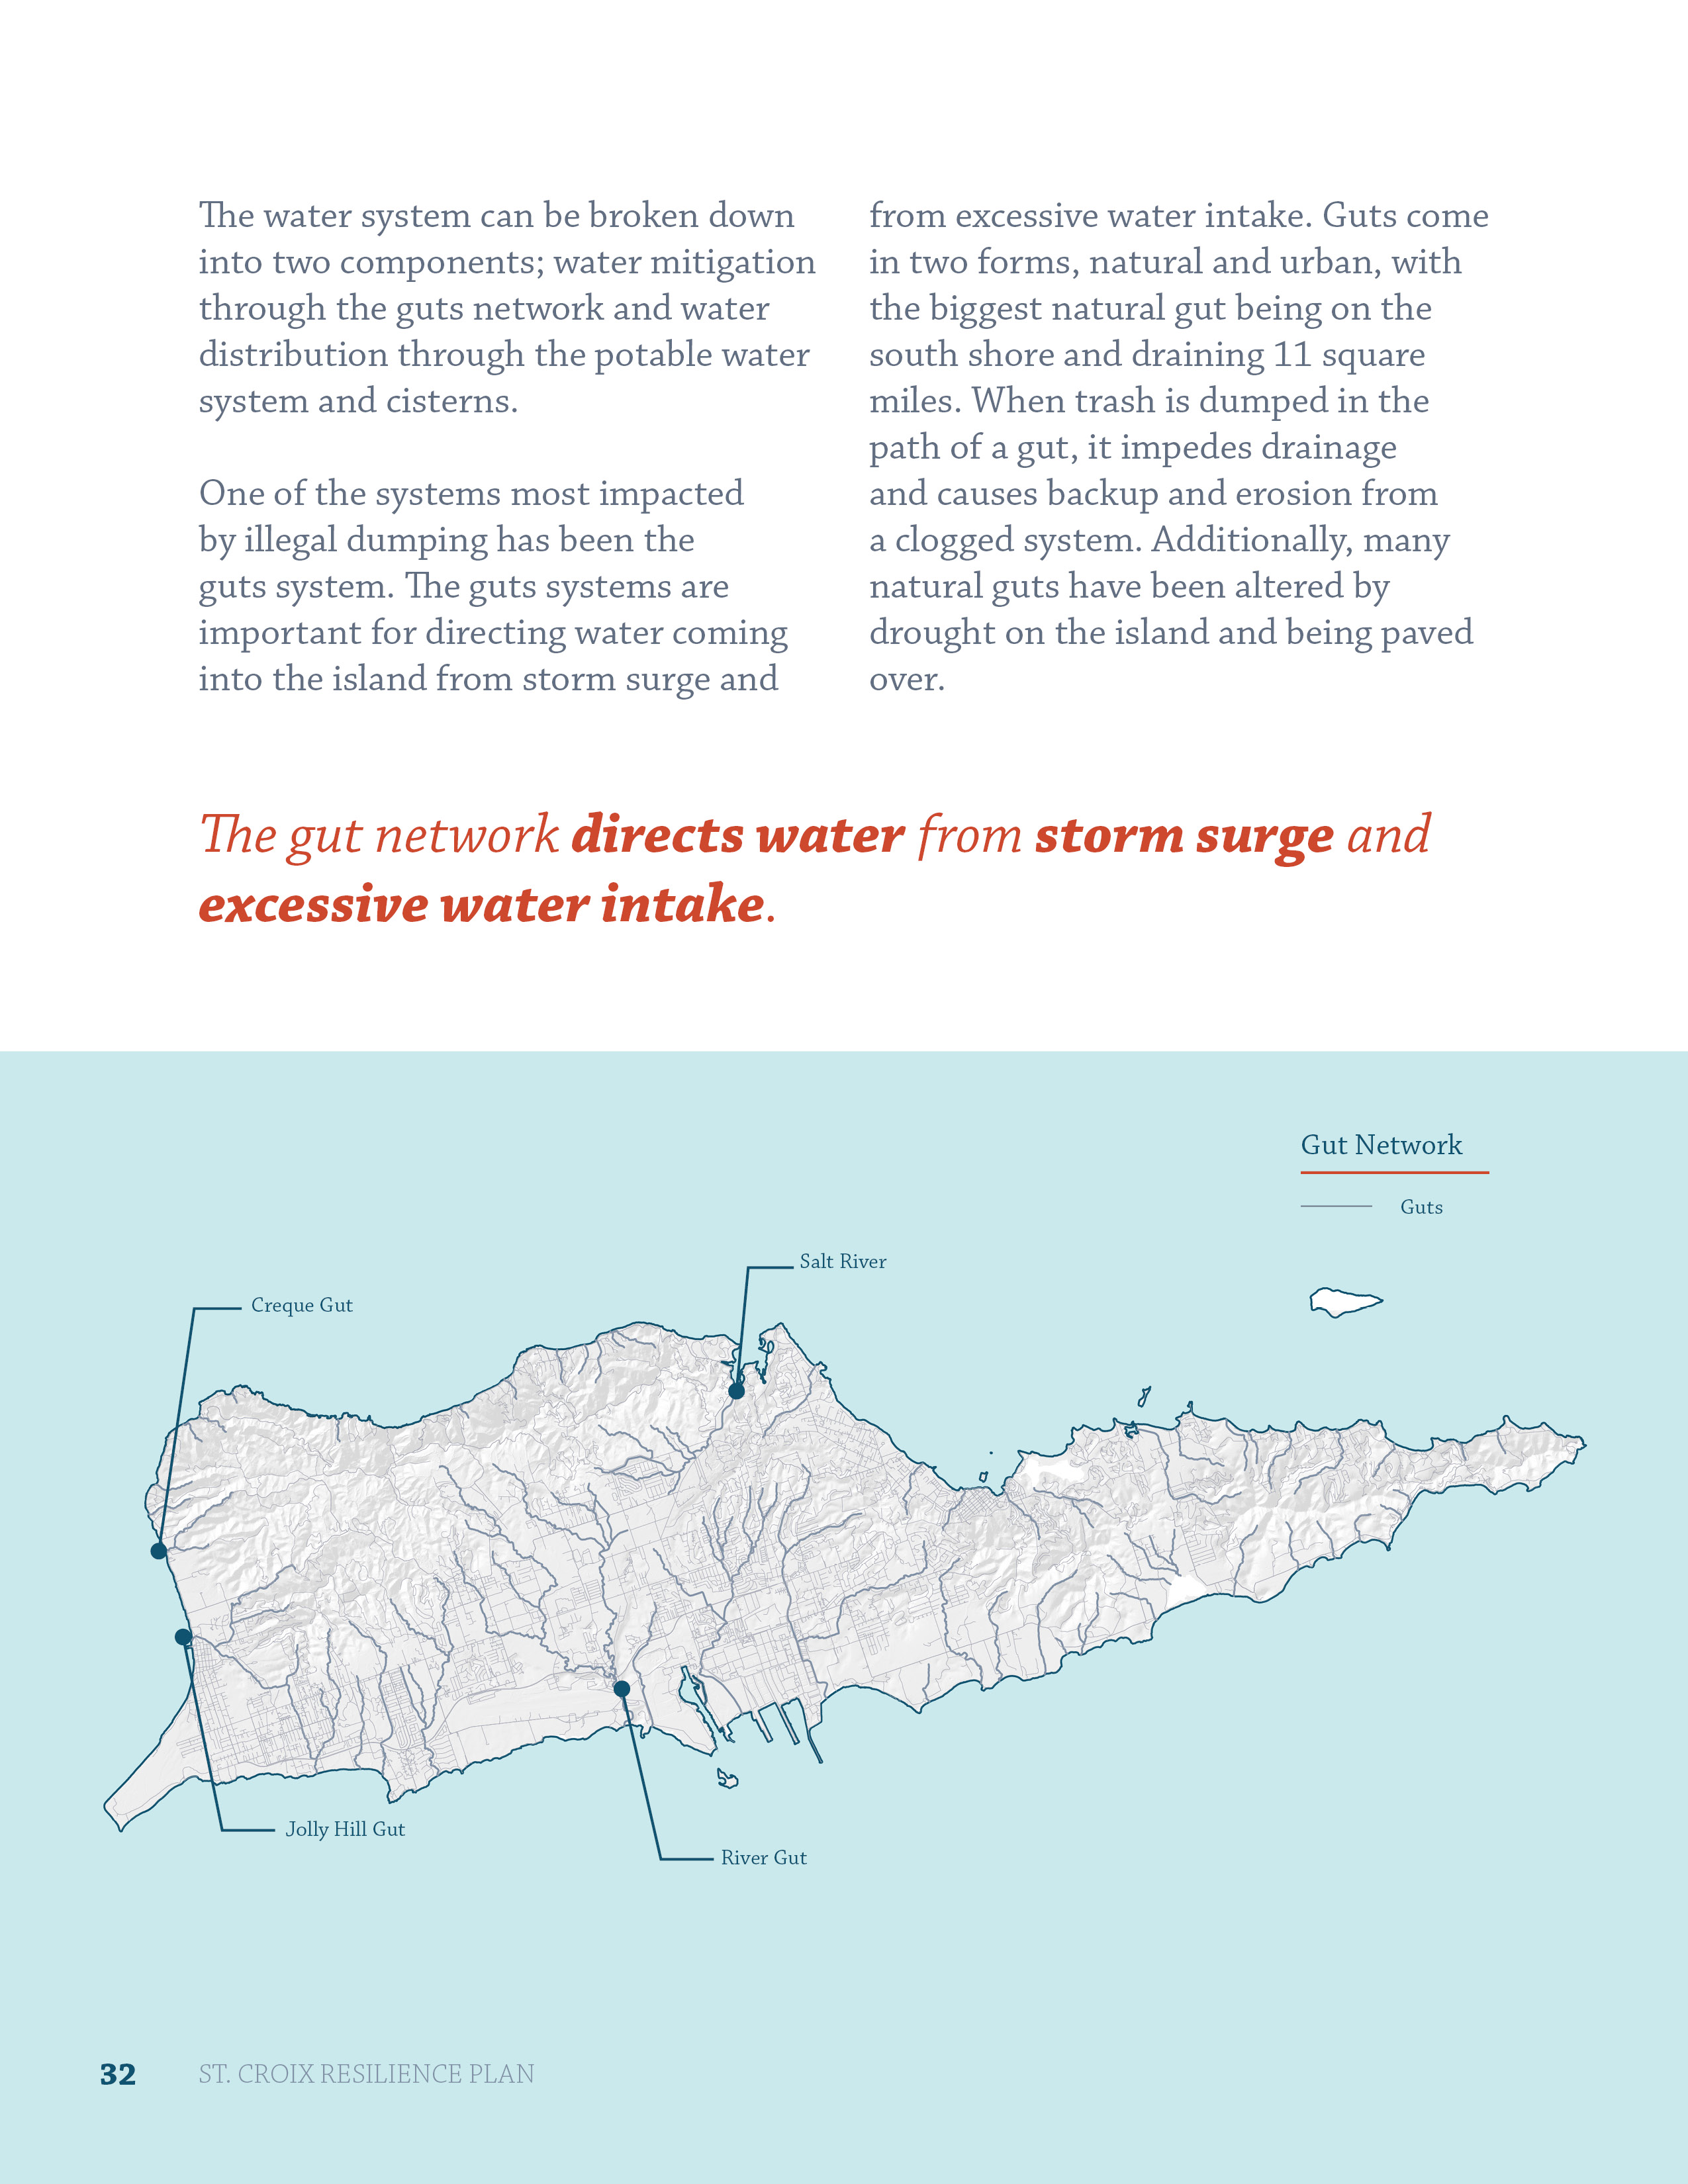 The water system can be broken down
into two components; water mitigation
through the guts network and water
distribution through the potable water
system and cisterns.
One of the systems most impacted
by illegal dumping has been the
guts system. The guts systems are
important for directing water coming
into the island from storm surge and
from excessive water intake. Guts come
in two forms, natural and urban, with
the biggest natural gut being on the
south shore and draining 11 square
miles. When trash is dumped in the
path of a gut, it impedes drainage
and causes backup and erosion from
a clogged system. Additionally, many
natural guts have been altered by
drought on the island and being paved
over.
The gut network directs water from storm surge and
excessive water intake.
Gut Network
Guts
Salt River
Creque Gut
Jolly Hill Gut
River Gut
32
ST. CROIX RESILIENCE PLAN